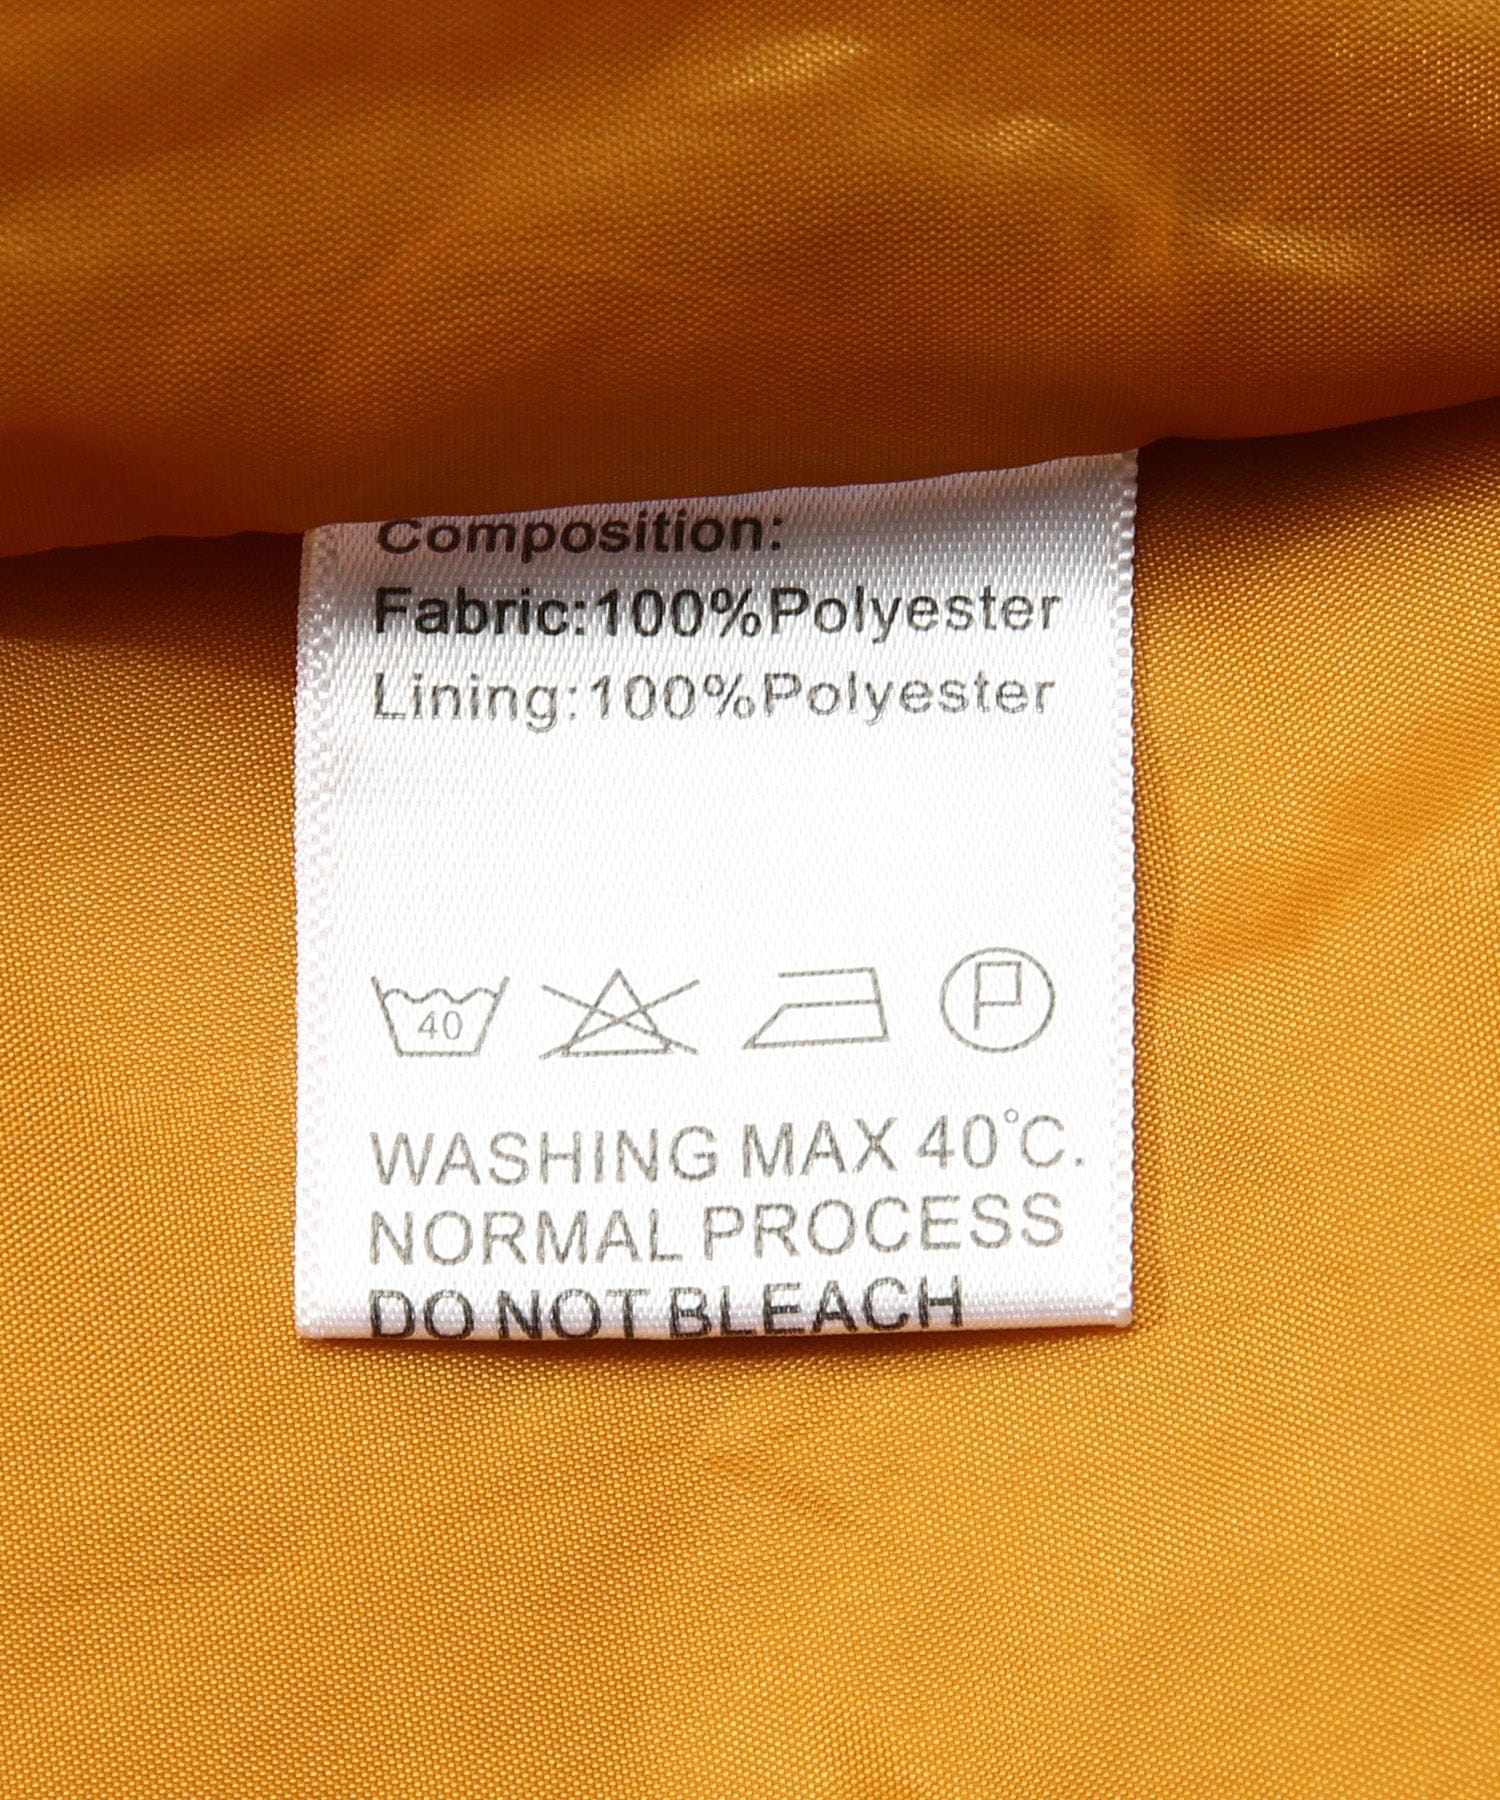 Composition:
Fabric:100%Polyester
Lining:100%Polyester
40 P
WASHING MAX 40°C.
NORMAL PROCESS
DO NOT BLEACH